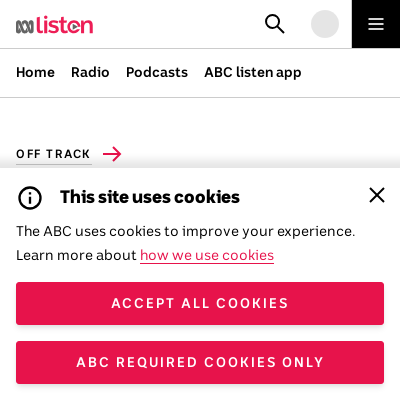 listen
Home Radio Podcasts ABC listen app
OFF TRACK
This site uses cookies
The ABC uses cookies to improve your experience.
Learn more about how we use cookies
ACCEPT ALL COOKIES
ABC REQUIRED COOKIES ONLY